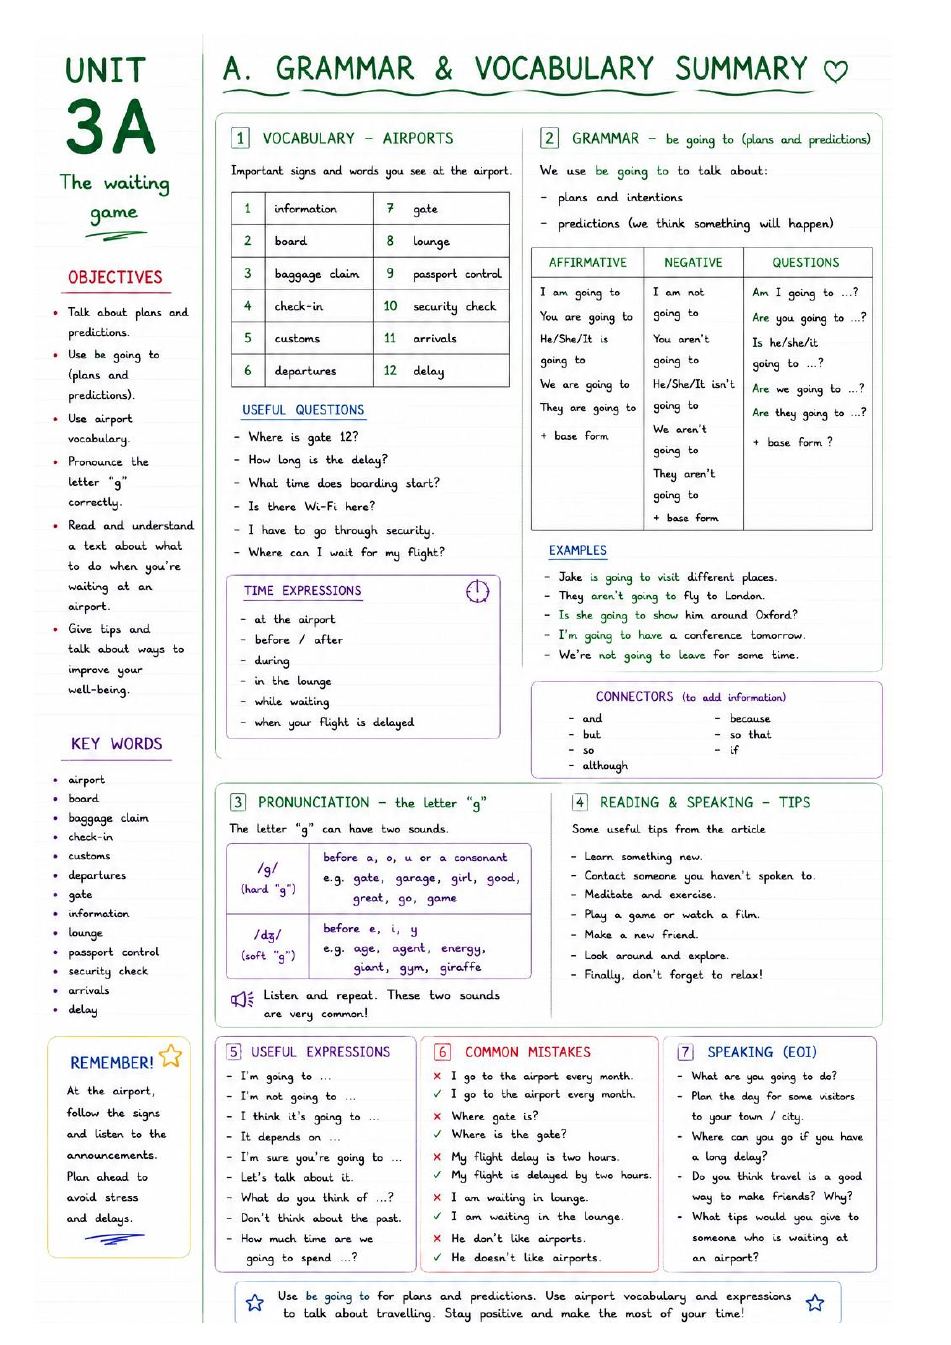 UNIT
3A
The waiting
game
OBJECTIVES
• Talk about plans and
predictions.
• Use be going to
(plans and
predictions).
• Use airport
vocabulary.
• Pronounce the
letter "g"
correctly.
• Read and understand
a text about what
to do when you're
waiting at an
airport.
• Give tips and
talk about ways to
improve your
well-being.
KEY WORDS
• airport
• board
• baggage claim
• check-in
• customs
• departures
• gate
• information
• lounge
• passport control
• security check
• arrivals
• delay
REMEMBER!
At the airport,
follow the signs
and listen to the
announcements.
Plan ahead to
avoid stress
and delays.
A. GRAMMAR & VOCABULARY SUMMARY
1 VOCABULARY – AIRPORTS
Important signs and words you see at the airport.
1 information 7 gate
2 board 8 lounge
3 baggage claim 9 passport control
4 check-in 10 security check
5 customs 11 arrivals
6 departures 12 delay
USEFUL QUESTIONS
- Where is gate 12?
- How long is the delay?
- What time does boarding start?
- Is there Wi-Fi here?
- I have to go through security.
- Where can I wait for my flight?
TIME EXPRESSIONS
- at the airport
- before / after
- during
- in the lounge
- while waiting
- when your flight is delayed
2 GRAMMAR – be going to (plans and predictions)
We use be going to to talk about:
- plans and intentions
- predictions (we think something will happen)
AFFIRMATIVE
I am going to
You are going to
He/She/It is
going to
We are going to
They are going to
+ base form
NEGATIVE
I am not
going to
You aren't
going to
He/She/It isn't
going to
We aren't
going to
They aren't
going to
+ base form
QUESTIONS
Am I going to ...?
Are you going to ...?
Is he/she/it
going to ...?
Are we going to ...?
Are they going to ...?
+ base form ?
EXAMPLES
- Jake is going to visit different places.
- They aren't going to fly to London.
- Is she going to show him around Oxford?
- I'm going to have a conference tomorrow.
- We're not going to leave for some time.
CONNECTORS (to add information)
- and
- but
- so
- although
- because
- so that
- if
3 PRONUNCIATION – the letter "g"
The letter "g" can have two sounds.
/g/
(hard "g")
before a, o, u or a consonant
e.g. gate, garage, girl, good,
great, go, game
/dʒ/
(soft "g")
before e, i, y
e.g. age, agent, energy,
giant, gym, giraffe
Listen and repeat. These two sounds
are very common!
4 READING & SPEAKING – TIPS
Some useful tips from the article
- Learn something new.
- Contact someone you haven't spoken to.
- Meditate and exercise.
- Play a game or watch a film.
- Make a new friend.
- Look around and explore.
- Finally, don't forget to relax!
5 USEFUL EXPRESSIONS
- I'm going to ...
- I'm not going to ...
- I think it's going to ...
- It depends on ...
- I'm sure you're going to ...
- Let's talk about it.
- What do you think of ...?
- Don't think about the past.
- How much time are we
going to spend ...?
6 COMMON MISTAKES
✗ I go to the airport every month.
✓ I go to the airport every month.
✗ Where gate is?
✓ Where is the gate?
✗ My flight delay is two hours.
✓ My flight is delayed by two hours.
✗ I am waiting in lounge.
✓ I am waiting in the lounge.
✗ He don't like airports.
✓ He doesn't like airports.
7 SPEAKING (EOI)
- What are you going to do?
- Plan the day for some visitors
to your town / city.
- Where can you go if you have
a long delay?
- Do you think travel is a good
way to make friends? Why?
- What tips would you give to
someone who is waiting at
an airport?
Use be going to for plans and predictions. Use airport vocabulary and expressions
to talk about travelling. Stay positive and make the most of your time!